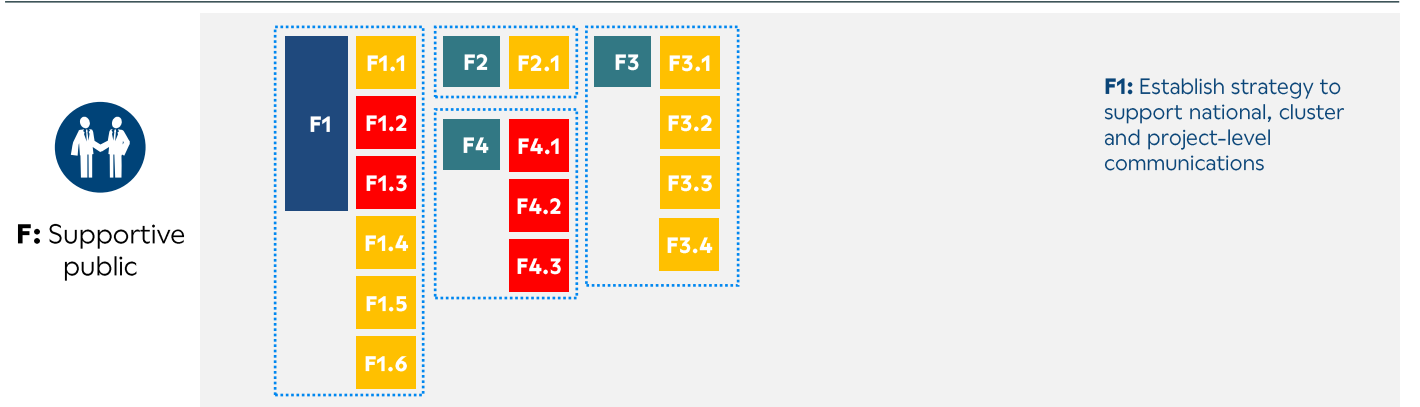 F: Supportive
public
F1
F1.1
F1.2
F1.3
F1.4
F1.5
F1.6
F2
F2.1
F4
F4.1
F4.2
F4.3
F3
F3.1
F3.2
F3.3
F3.4
F1: Establish strategy to
support national, cluster
and project-level
communications